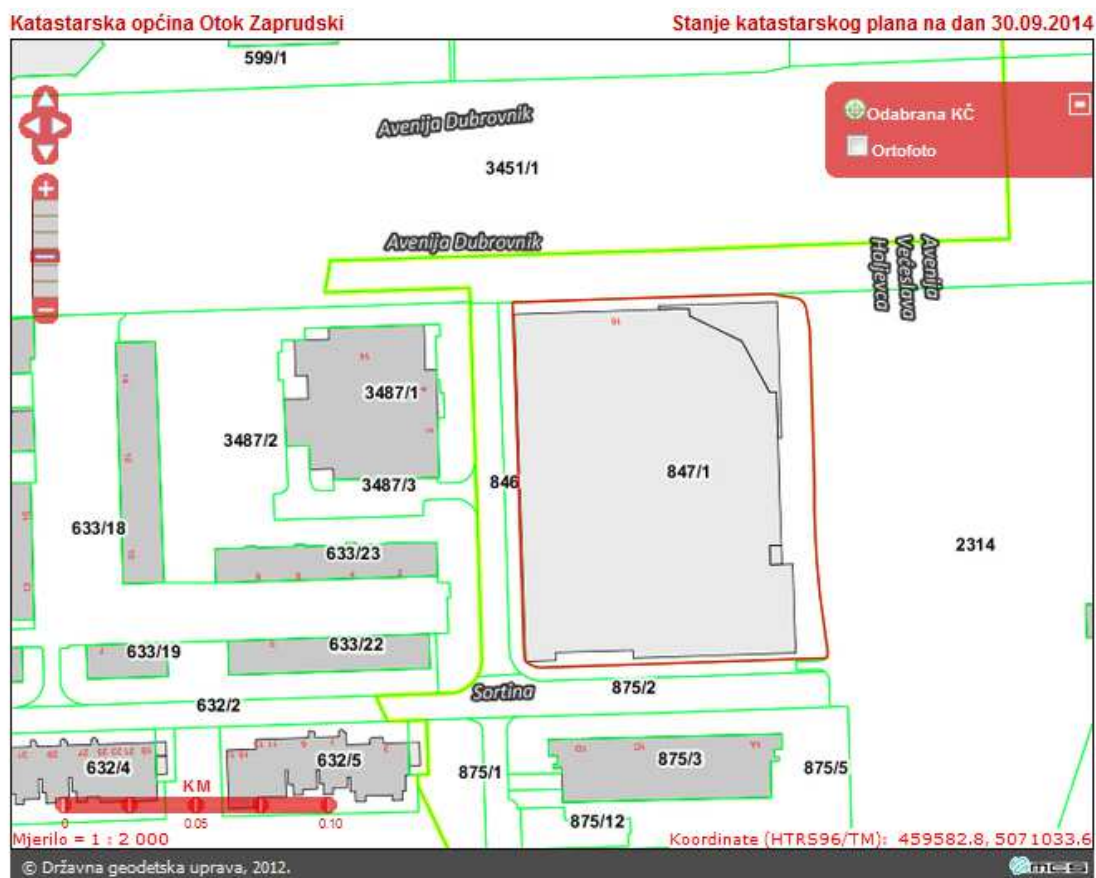 Katastarska općina Otok Zaprudski
Stanje katastarskog plana na dan 30.09.2014
599/1
Avenija Dubrovnik
Odabrana KČ
Ortofoto
3451/1
Avenija Dubrovnik
Avenija
Većeslava
Holjevca
16
3487/1
3487/2
847/1
3487/3
846
633/18
2314
633/23
633/22
633/19
Sortina
875/2
632/2
632/4
632/5
875/1
875/3
875/5
1D
1C
1A
KM
0
0.05
0.10
875/12
Mjerilo = 1 : 2 000
Koordinate (HTRS96/TM): 459582.8, 5071033.6
© Državna geodetska uprava, 2012.